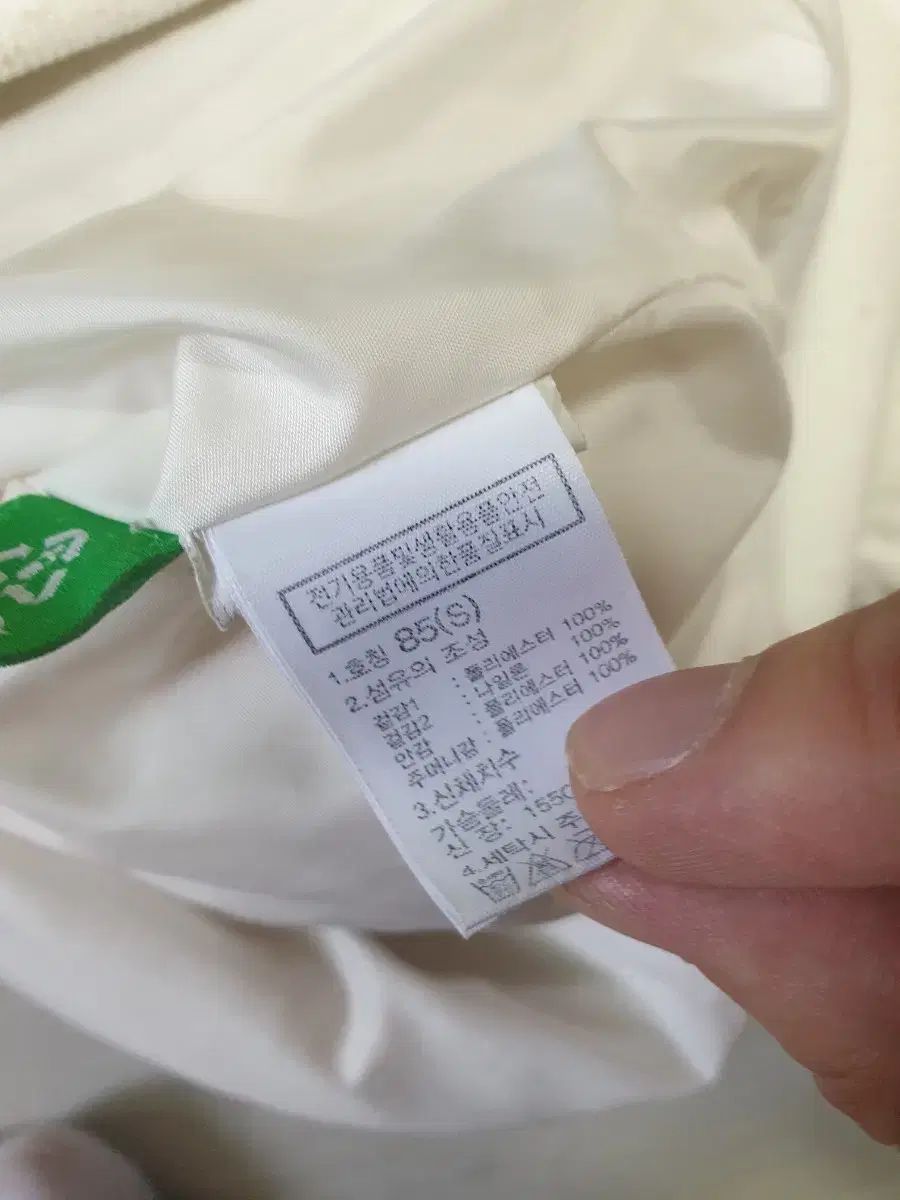 전기용품및생활용품안전
관리법에의한품질표시
1.호칭 85(S)
2.섬유의 조성
겉감1 : 폴리에스터 100%
겉감2 : 나일론 100%
안감 : 폴리에스터 100%
주머니감 : 폴리에스터 100%
3.신체치수
가슴둘레:
신 장: 155
4.세탁시 주